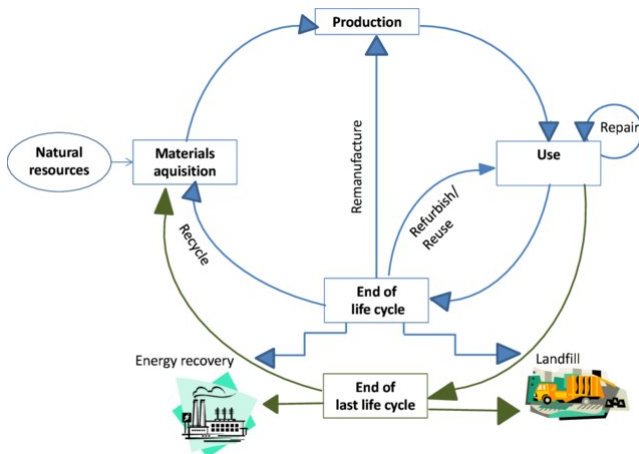 Production
Repair
Natural
resources
Materials
aquisition
Use
Remanufacture
Refurbish/
Reuse
Recycle
End of
life cycle
Energy recovery
Landfill
End of
last life cycle